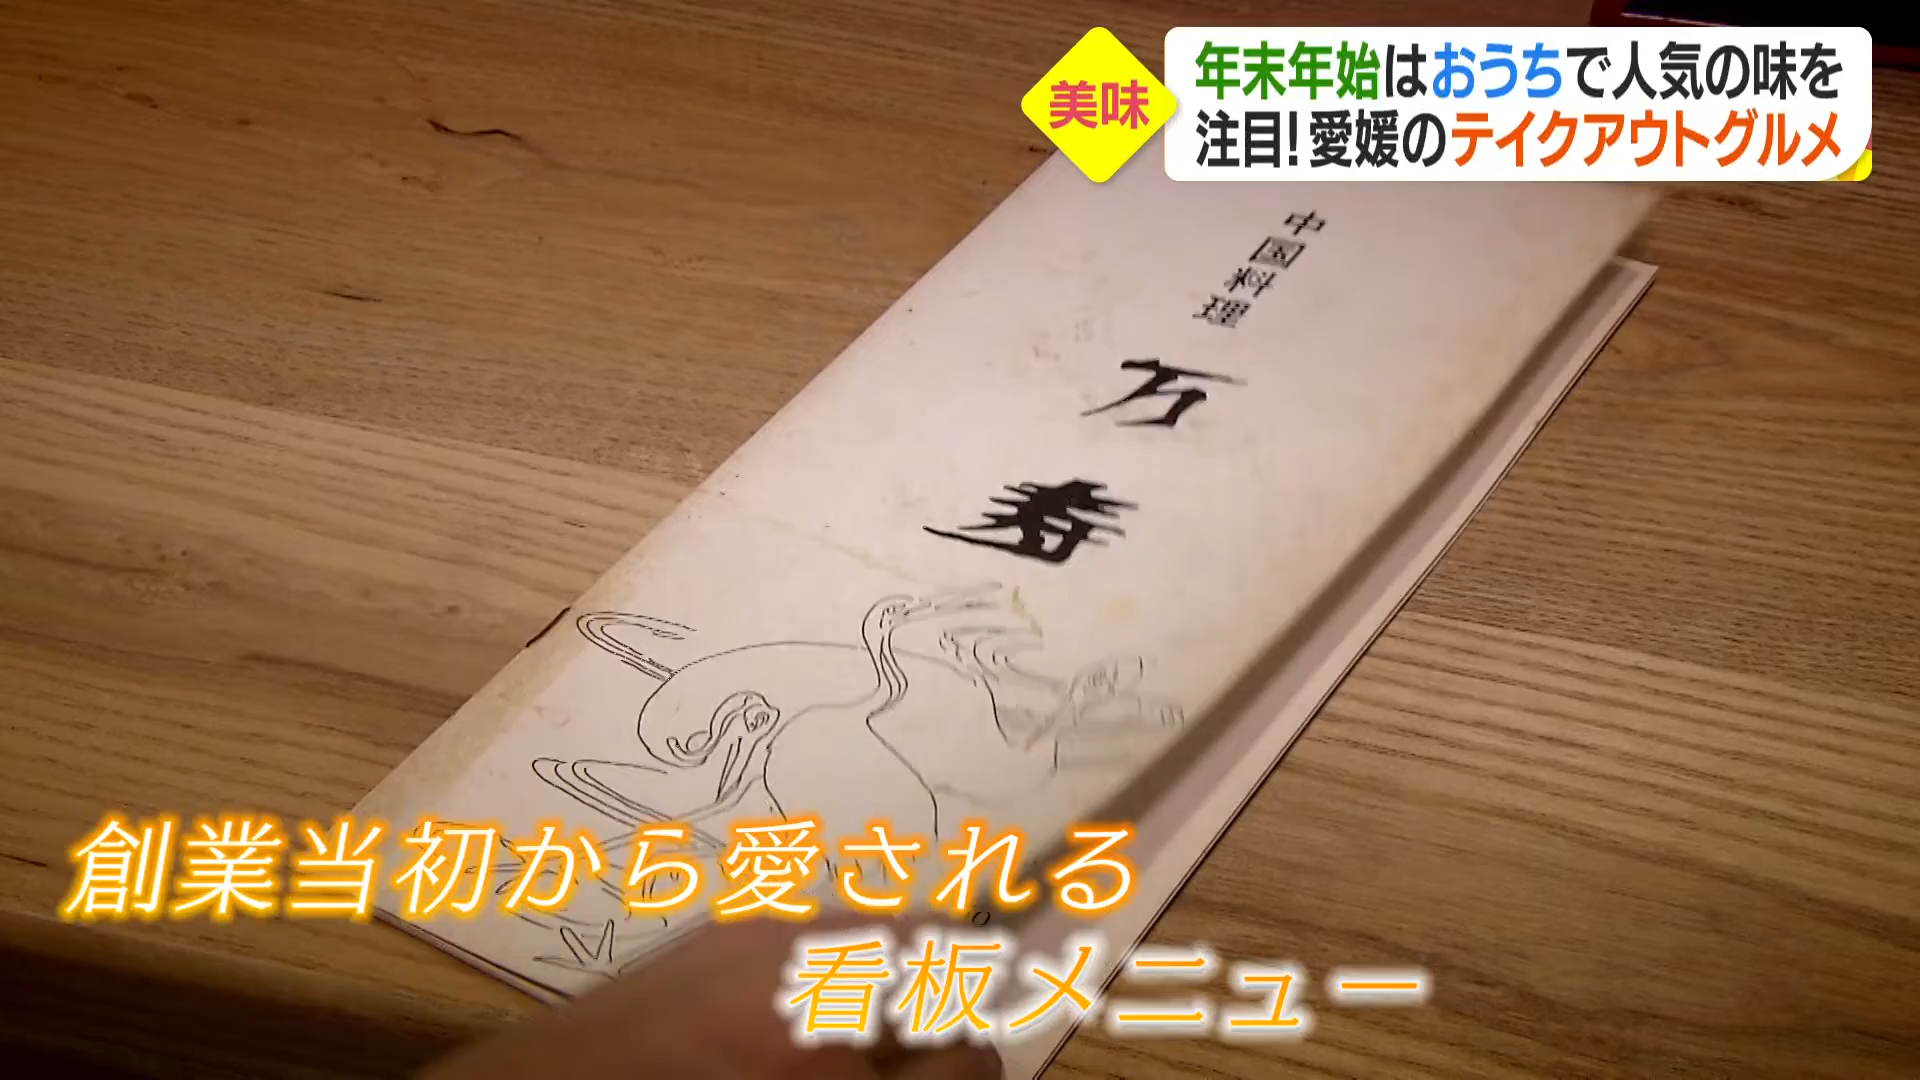 美味
年末年始はおうちで人気の味を
注目!愛媛のテイクアウトグルメ
中国料理
万寿
創業当初から愛される
看板メニュー